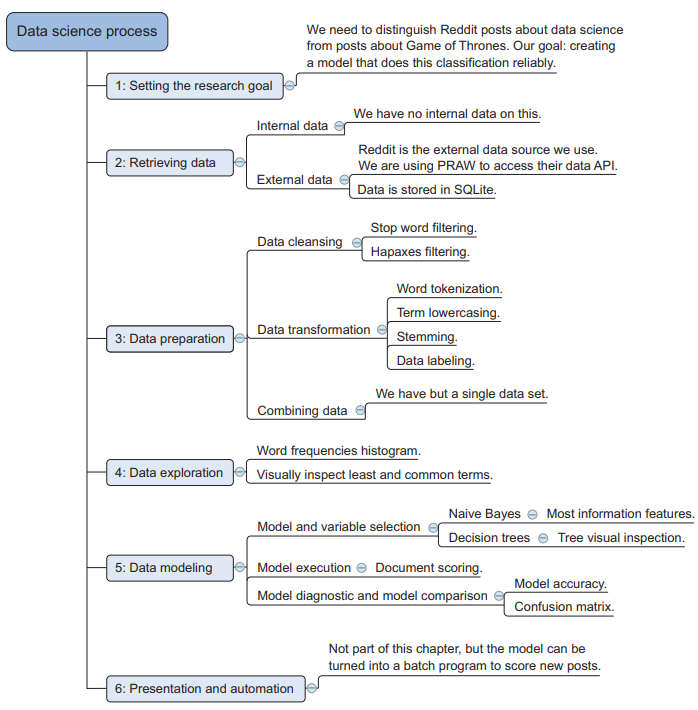 Data science process
We need to distinguish Reddit posts about data science
from posts about Game of Thrones. Our goal: creating
a model that does this classification reliably.
1: Setting the research goal
We have no internal data on this.
Internal data
2: Retrieving data
Reddit is the external data source we use.
We are using PRAW to access their data API.
External data
Data is stored in SQLite.
Stop word filtering.
Data cleansing
Hapaxes filtering.
Word tokenization.
Term lowercasing.
Data transformation
3: Data preparation
Stemming.
Data labeling.
We have but a single data set.
Combining data
Word frequencies histogram.
4: Data exploration
Visually inspect least and common terms.
Naive Bayes
Most information features.
Model and variable selection
Decision trees
Tree visual inspection.
5: Data modeling
Model execution
Document scoring.
Model accuracy.
Model diagnostic and model comparison
Confusion matrix.
Not part of this chapter, but the model can be
turned into a batch program to score new posts.
6: Presentation and automation